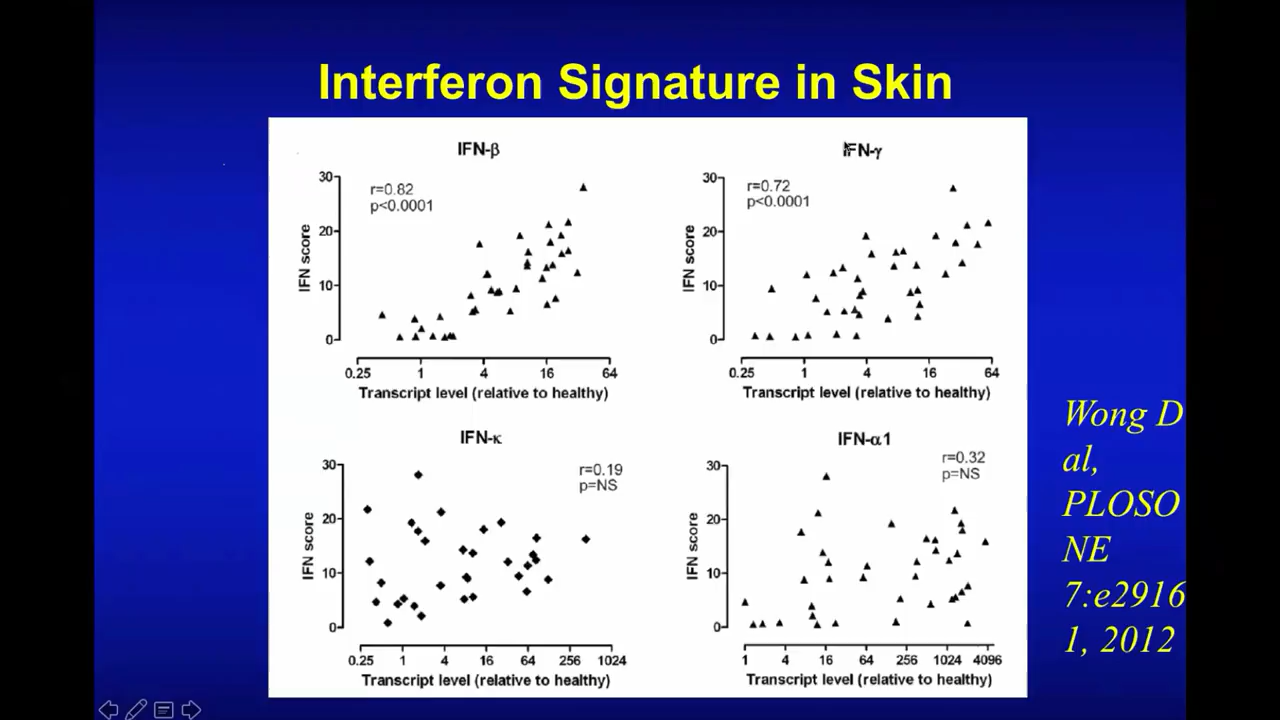 Interferon Signature in Skin
IFN-β
r=0.82
p<0.0001
30
20
10
0
IFN score
0.25 1 4 16 64
Transcript level (relative to healthy)
IFN-γ
r=0.72
p<0.0001
30
20
10
0
IFN score
0.25 1 4 16 64
Transcript level (relative to healthy)
IFN-κ
r=0.19
p=NS
30
20
10
0
IFN score
0.25 1 4 16 64 256 1024
Transcript level (relative to healthy)
IFN-α1
r=0.32
p=NS
30
20
10
0
IFN score
1 4 16 64 256 1024 4096
Transcript level (relative to healthy)
Wong D
al,
PLOSO
NE
7:e2916
1, 2012